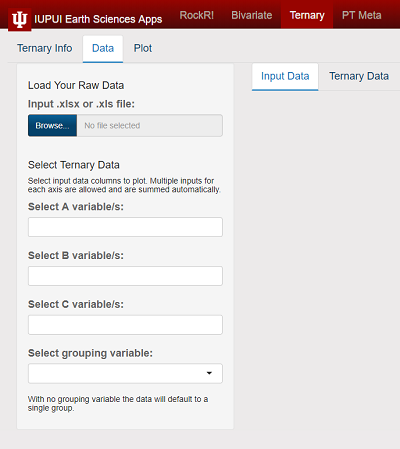 IUPUI Earth Sciences Apps RockR! Bivariate Ternary PT Meta
Ternary Info Data Plot
Load Your Raw Data
Input .xlsx or .xls file:
Browse... No file selected
Select Ternary Data
Select input data columns to plot. Multiple inputs for
each axis are allowed and are summed automatically.
Select A variable/s:
Select B variable/s:
Select C variable/s:
Select grouping variable:
With no grouping variable the data will default to a
single group.
Input Data Ternary Data